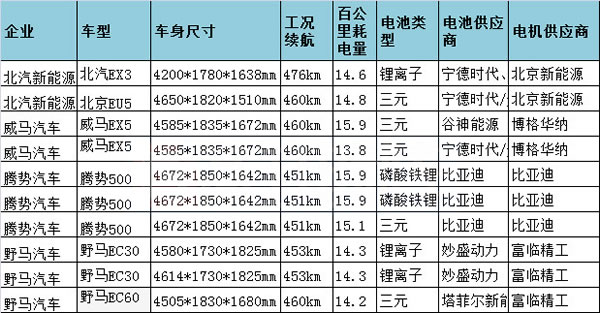 企业 车型 车身尺寸 工况续航 百公里耗电量 电池类型 电池供应商 电机供应商
北汽新能源 北汽EX3 4200*1780*1638mm 476km 14.6 锂离子 宁德时代、 北京新能源
北汽新能源 北京EU5 4650*1820*1510mm 460km 14.8 三元 宁德时代/ 北京新能源
威马汽车 威马EX5 4585*1835*1672mm 460km 15.9 三元 谷神能源 博格华纳
威马汽车 威马EX5 4585*1835*1672mm 460km 13.8 三元 宁德时代/ 博格华纳
腾势汽车 腾势500 4672*1850*1642mm 451km 15.9 磷酸铁锂 比亚迪 比亚迪
腾势汽车 腾势500 4672*1850*1642mm 451km 15.9 磷酸铁锂 比亚迪 比亚迪
腾势汽车 腾势500 4672*1850*1642mm 451km 15.1 三元 比亚迪 比亚迪
野马汽车 野马EC30 4580*1730*1825mm 453km 14.3 锂离子 妙盛动力 富临精工
野马汽车 野马EC30 4614*1730*1825mm 453km 14.3 锂离子 妙盛动力 富临精工
野马汽车 野马EC60 4505*1830*1680mm 460km 14.2 三元 塔菲尔新能 富临精工